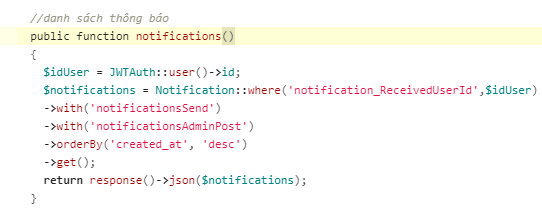 //danh sách thông báo
public function notifications()
{
$idUser = JWTAuth::user()->id;
$notifications = Notification::where('notification_ReceivedUserId',$idUser)
->with('notificationsSend')
->with('notificationsAdminPost')
->orderBy('created_at', 'desc')
->get();
return response()->json($notifications);
}